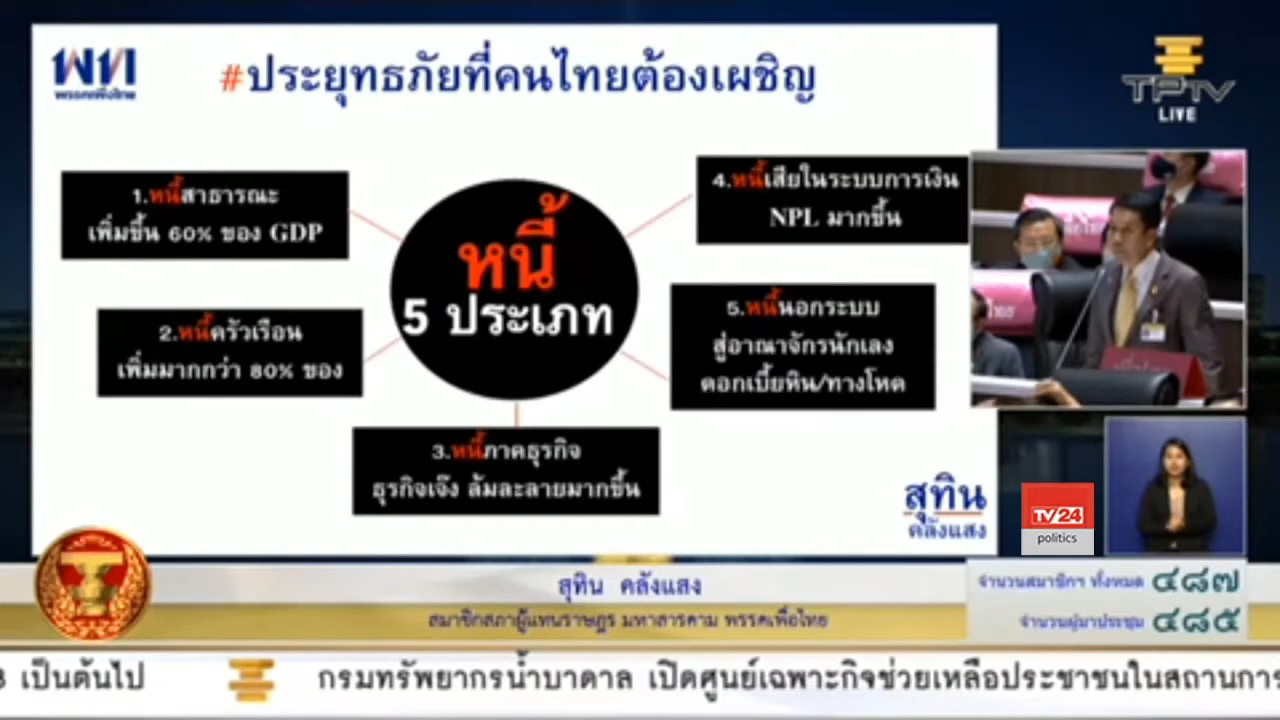 พท
พรรคเพื่อไทย
#ประยุทธภัยที่คนไทยต้องเผชิญ
TPTV
LIVE
1.หนี้สาธารณะ
เพิ่มขึ้น 60% ของ GDP
2.หนี้ครัวเรือน
เพิ่มมากกว่า 80% ของ
หนี้
5 ประเภท
3.หนี้ภาคธุรกิจ
ธุรกิจเจ๊ง ล้มละลายมากขึ้น
4.หนี้เสียในระบบการเงิน
NPL มากขึ้น
5.หนี้นอกระบบ
สู่อาณาจักรนักเลง
ดอกเบี้ยหิน/ทางโหด
สุทิน
คลังแสง
TV24
politics
สุทิน คลังแสง
สมาชิกสภาผู้แทนราษฎร มหาสารคาม พรรคเพื่อไทย
จำนวนสมาชิกฯ ทั้งหมด ๔๘๗
จำนวนผู้มาประชุม ๔๘๕
เป็นต้นไป กรมทรัพยากรน้ำบาดาล เปิดศูนย์เฉพาะกิจช่วยเหลือประชาชนในสถานการ